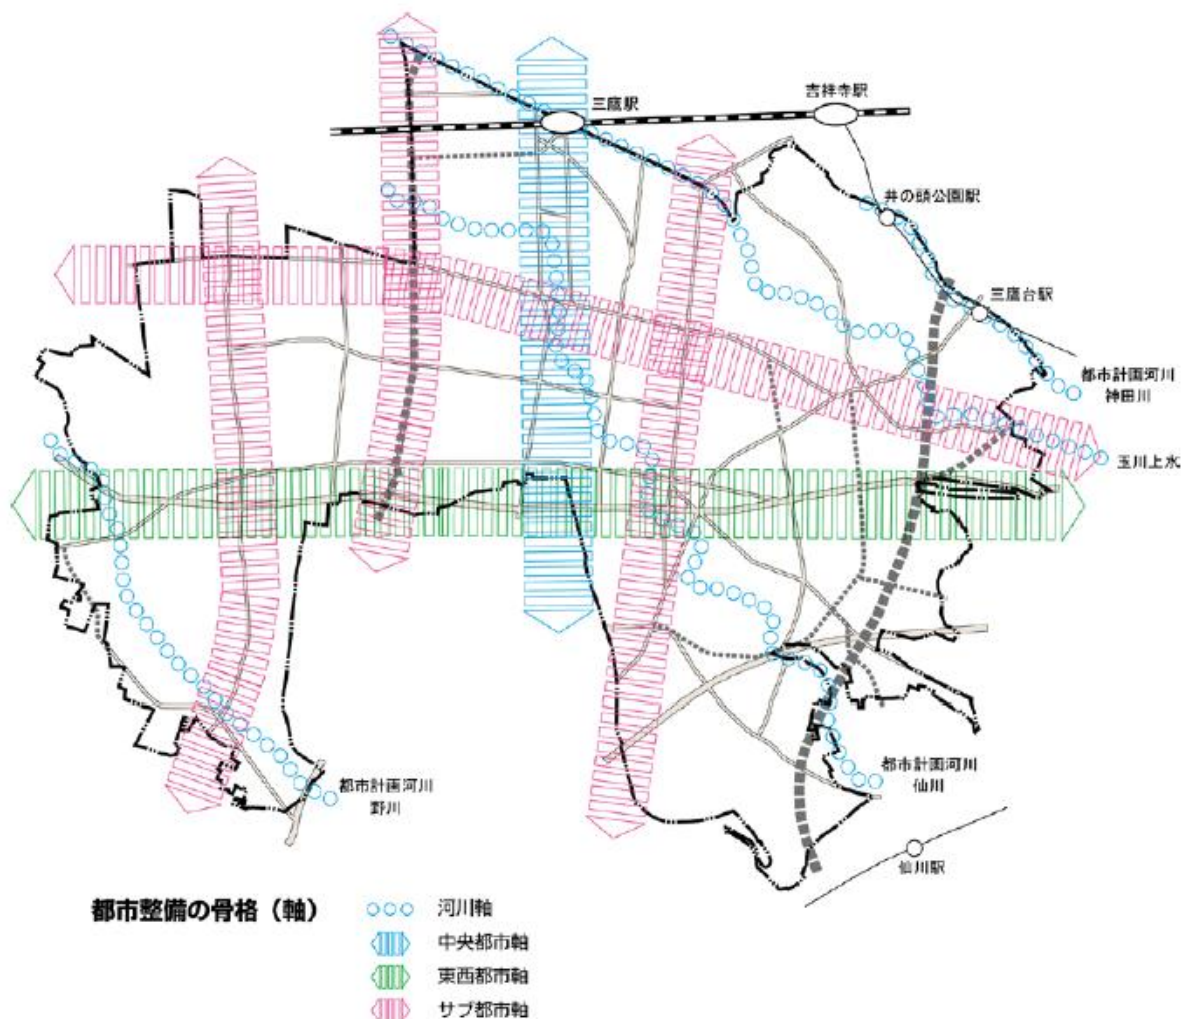 三鷹駅
吉祥寺駅
井の頭公園駅
三鷹台駅
都市計画河川
神田川
玉川上水
都市計画河川
仙川
都市計画河川
野川
仙川駅
都市整備の骨格（軸）
河川軸
中央都市軸
東西都市軸
サブ都市軸